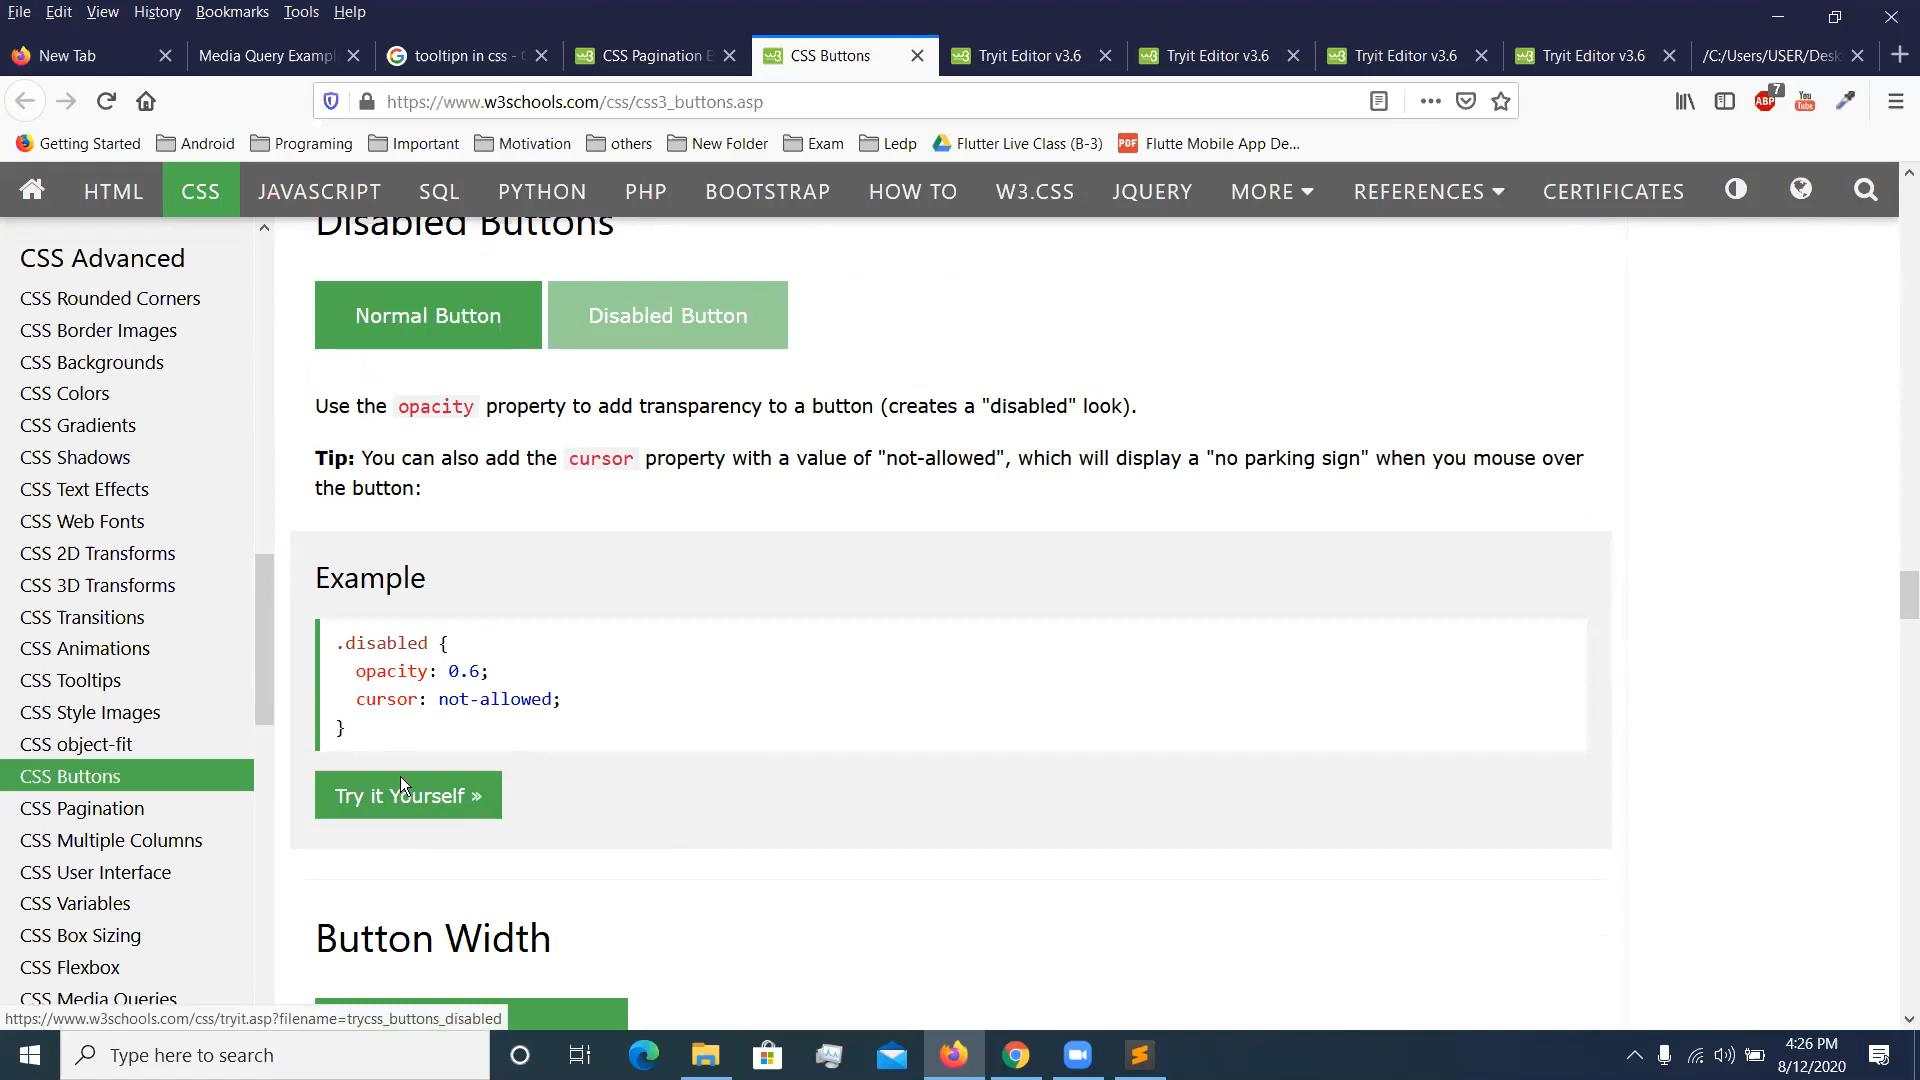 File Edit View History Bookmarks Tools Help
New Tab Media Query Exampl tooltipn in css - CSS Pagination E CSS Buttons Tryit Editor v3.6 Tryit Editor v3.6 Tryit Editor v3.6 Tryit Editor v3.6 /C:/Users/USER/Desk
https://www.w3schools.com/css/css3_buttons.asp ABP 7 You Tube
Getting Started Android Programing Important Motivation others New Folder Exam Ledp Flutter Live Class (B-3) PDF Flutte Mobile App De...
HTML CSS JAVASCRIPT SQL PYTHON PHP BOOTSTRAP HOW TO W3.CSS JQUERY MORE REFERENCES CERTIFICATES
CSS Advanced
CSS Rounded Corners
CSS Border Images
CSS Backgrounds
CSS Colors
CSS Gradients
CSS Shadows
CSS Text Effects
CSS Web Fonts
CSS 2D Transforms
CSS 3D Transforms
CSS Transitions
CSS Animations
CSS Tooltips
CSS Style Images
CSS object-fit
CSS Buttons
CSS Pagination
CSS Multiple Columns
CSS User Interface
CSS Variables
CSS Box Sizing
CSS Flexbox
CSS Media Queries
Disabled Buttons
Normal Button Disabled Button
Use the opacity property to add transparency to a button (creates a "disabled" look).
Tip: You can also add the cursor property with a value of "not-allowed", which will display a "no parking sign" when you mouse over
the button:
Example
.disabled {
opacity: 0.6;
cursor: not-allowed;
}
Try it Yourself »
Button Width
https://www.w3schools.com/css/tryit.asp?filename=trycss_buttons_disabled
Type here to search
4:26 PM
8/12/2020